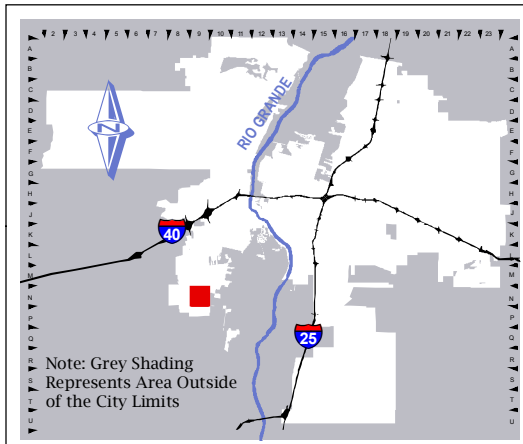 2 3 4 5 6 7 8 9 10 11 12 13 14 15 16 17 18 19 20 21 22 23
A
B
C
D
E
F
G
H
J
K
L
M
N
P
Q
R
S
T
U
N
RIO GRANDE
40
25
Note: Grey Shading
Represents Area Outside
of the City Limits
A
B
C
D
E
F
G
H
J
K
L
M
N
P
Q
R
S
T
U